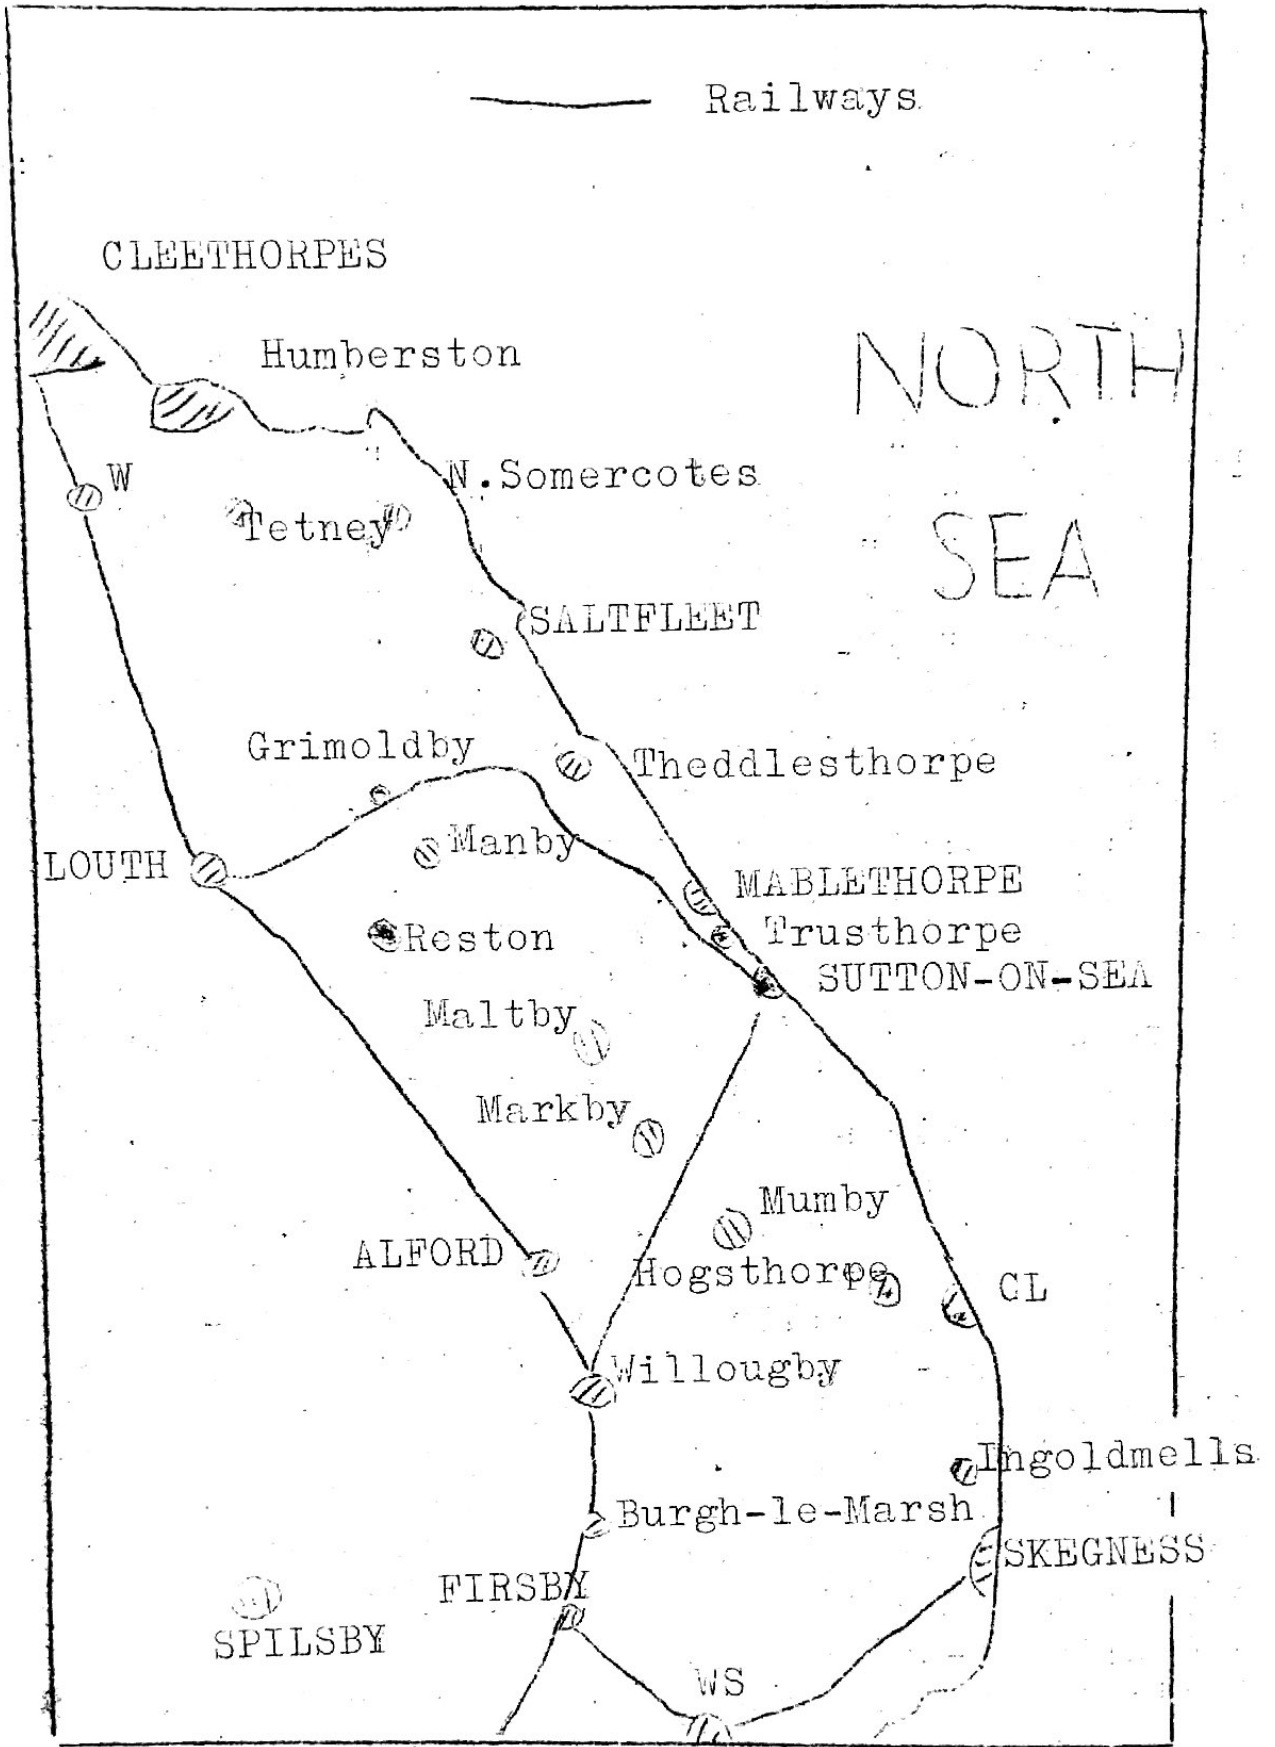 Railways
CLEETHORPES
Humberston
NORTH
SEA
W
N.Somercotes
Tetney
SALTFLEET
Grimoldby
Theddlesthorpe
Manby
LOUTH
MABLETHORPE
Reston
Trusthorpe
SUTTON-ON-SEA
Maltby
Markby
Mumby
ALFORD
Hogsthorpe
CL
Willougby
Ingoldmells
Burgh-le-Marsh
SKEGNESS
FIRSBY
SPILSBY
WS